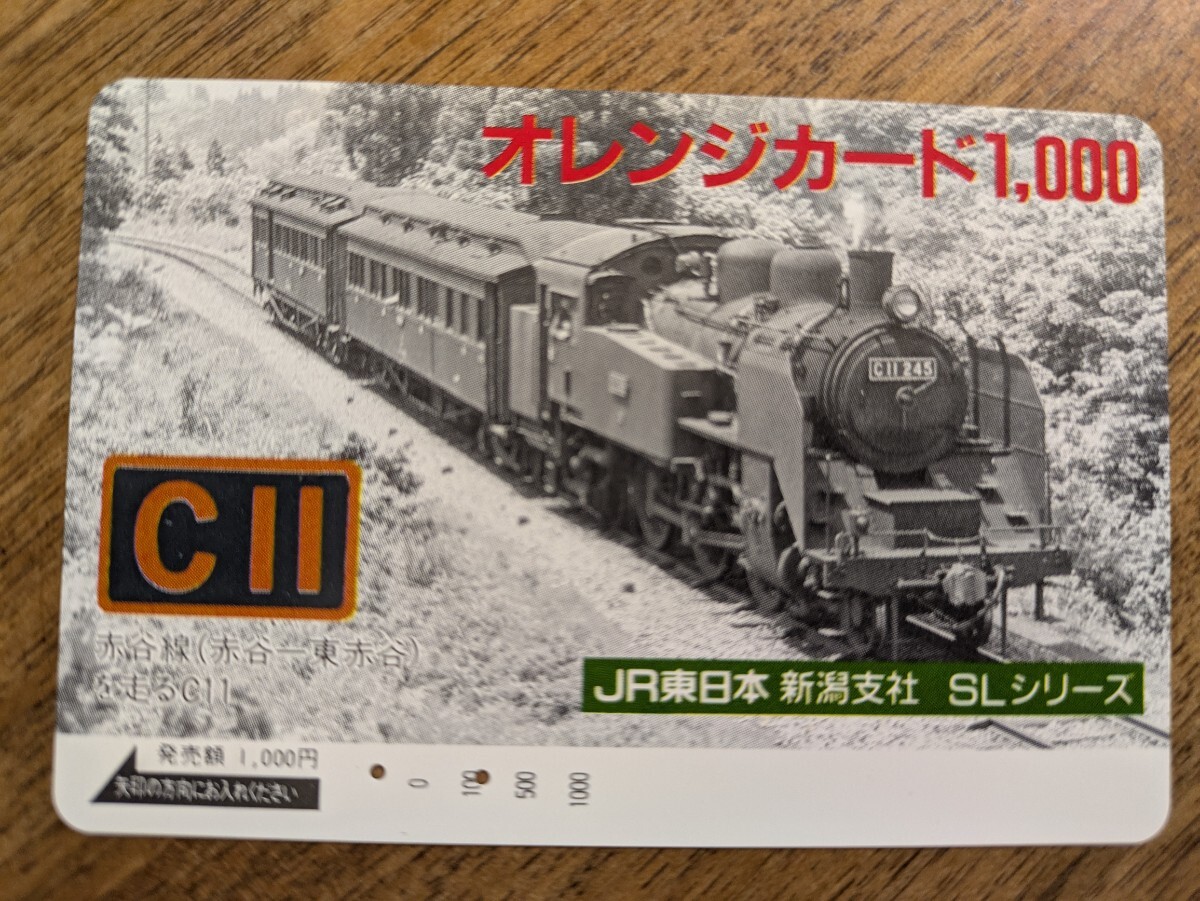 オレンジカード1,000
C11 245
C11
赤谷線(赤谷―東赤谷)
を走るC11
JR東日本 新潟支社 SLシリーズ
発売額 1,000円
矢印の方向にお入れください
0 100 500 1000